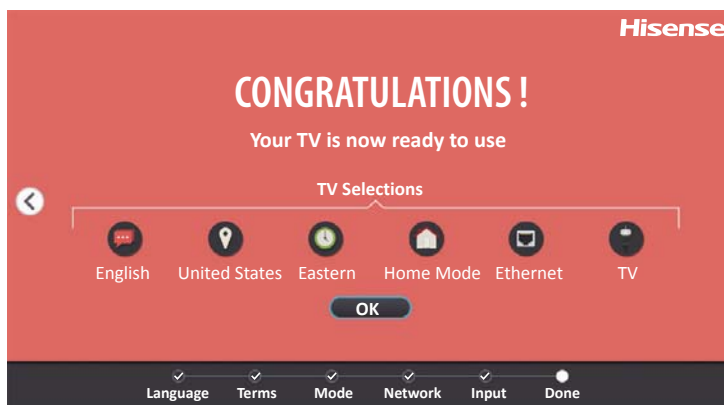 Hisense
CONGRATULATIONS !
Your TV is now ready to use
TV Selections
English United States Eastern Home Mode Ethernet TV
OK
Language Terms Mode Network Input Done